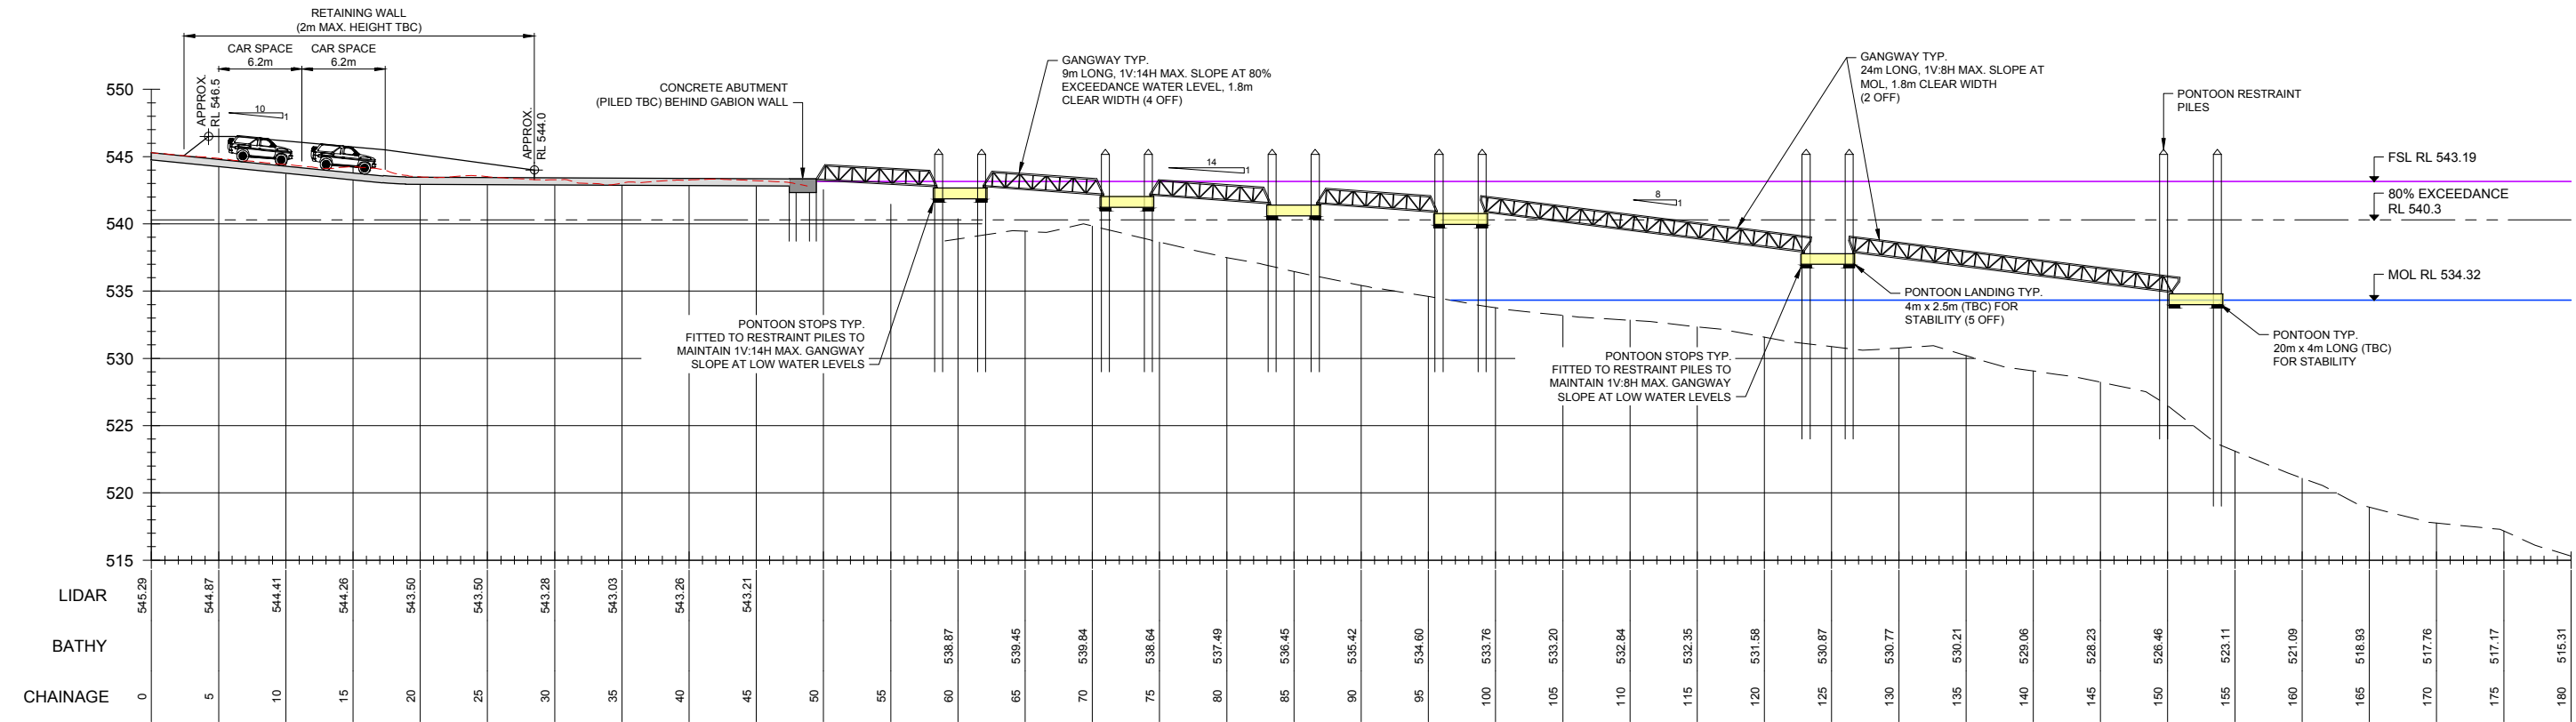 RETAINING WALL
(2m MAX. HEIGHT TBC)
CAR SPACE
6.2m
CAR SPACE
6.2m
APPROX.
RL 546.5
10
1
APPROX.
RL 544.0
CONCRETE ABUTMENT
(PILED TBC) BEHIND GABION WALL
GANGWAY TYP.
9m LONG, 1V:14H MAX. SLOPE AT 80%
EXCEEDANCE WATER LEVEL, 1.8m
CLEAR WIDTH (4 OFF)
14
1
GANGWAY TYP.
24m LONG, 1V:8H MAX. SLOPE AT
MOL, 1.8m CLEAR WIDTH
(2 OFF)
8
1
PONTOON RESTRAINT
PILES
FSL RL 543.19
80% EXCEEDANCE
RL 540.3
MOL RL 534.32
PONTOON STOPS TYP.
FITTED TO RESTRAINT PILES TO
MAINTAIN 1V:14H MAX. GANGWAY
SLOPE AT LOW WATER LEVELS
PONTOON STOPS TYP.
FITTED TO RESTRAINT PILES TO
MAINTAIN 1V:8H MAX. GANGWAY
SLOPE AT LOW WATER LEVELS
PONTOON LANDING TYP.
4m x 2.5m (TBC) FOR
STABILITY (5 OFF)
PONTOON TYP.
20m x 4m LONG (TBC)
FOR STABILITY
550
545
540
535
530
525
520
515
LIDAR 545.29 544.87 544.41 544.26 543.50 543.50 543.28 543.03 543.26 543.21
BATHY 538.87 539.45 539.84 538.64 537.49 536.45 535.42 534.60 533.76 533.20 532.84 532.35 531.58 530.87 530.77 530.21 529.06 528.23 526.46 523.11 521.09 518.93 517.76 517.17 515.31
CHAINAGE 0 5 10 15 20 25 30 35 40 45 50 55 60 65 70 75 80 85 90 95 100 105 110 115 120 125 130 135 140 145 150 155 160 165 170 175 180